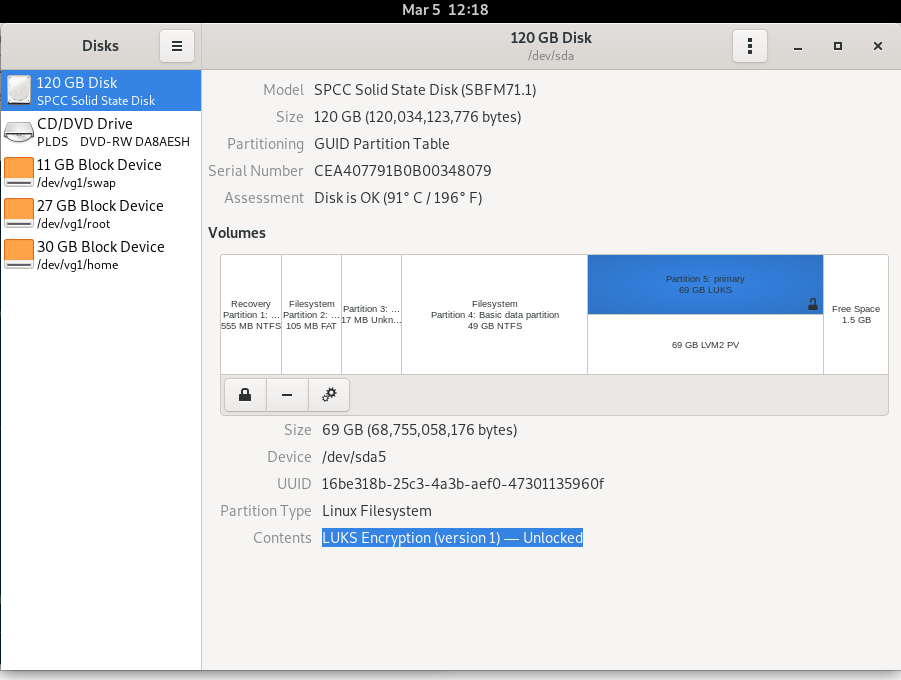 Mar 5 12:18
Disks
120 GB Disk
/dev/sda
120 GB Disk
SPCC Solid State Disk
CD/DVD Drive
PLDS DVD-RW DA8AESH
11 GB Block Device
/dev/vg1/swap
27 GB Block Device
/dev/vg1/root
30 GB Block Device
/dev/vg1/home
Model SPCC Solid State Disk (SBFM71.1)
Size 120 GB (120,034,123,776 bytes)
Partitioning GUID Partition Table
Serial Number CEA407791B0B00348079
Assessment Disk is OK (91° C / 196° F)
Volumes
Recovery
Partition 1: …
555 MB NTFS
Filesystem
Partition 2: …
105 MB FAT
Partition 3: …
17 MB Unkn…
Filesystem
Partition 4: Basic data partition
49 GB NTFS
Partition 5: primary
69 GB LUKS
69 GB LVM2 PV
Free Space
1.5 GB
Size 69 GB (68,755,058,176 bytes)
Device /dev/sda5
UUID 16be318b-25c3-4a3b-aef0-47301135960f
Partition Type Linux Filesystem
Contents LUKS Encryption (version 1) — Unlocked